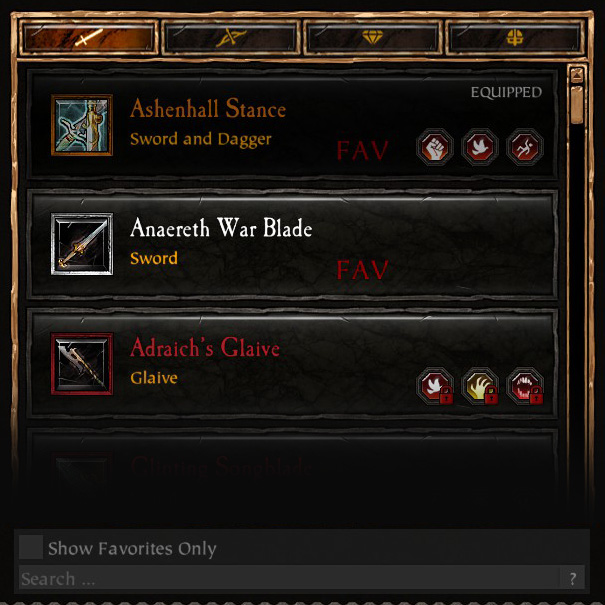 EQUIPPED
Ashenhall Stance
Sword and Dagger
FAV
Anaereth War Blade
Sword
FAV
Adraich's Glaive
Glaive
Show Favorites Only
Search ...
?